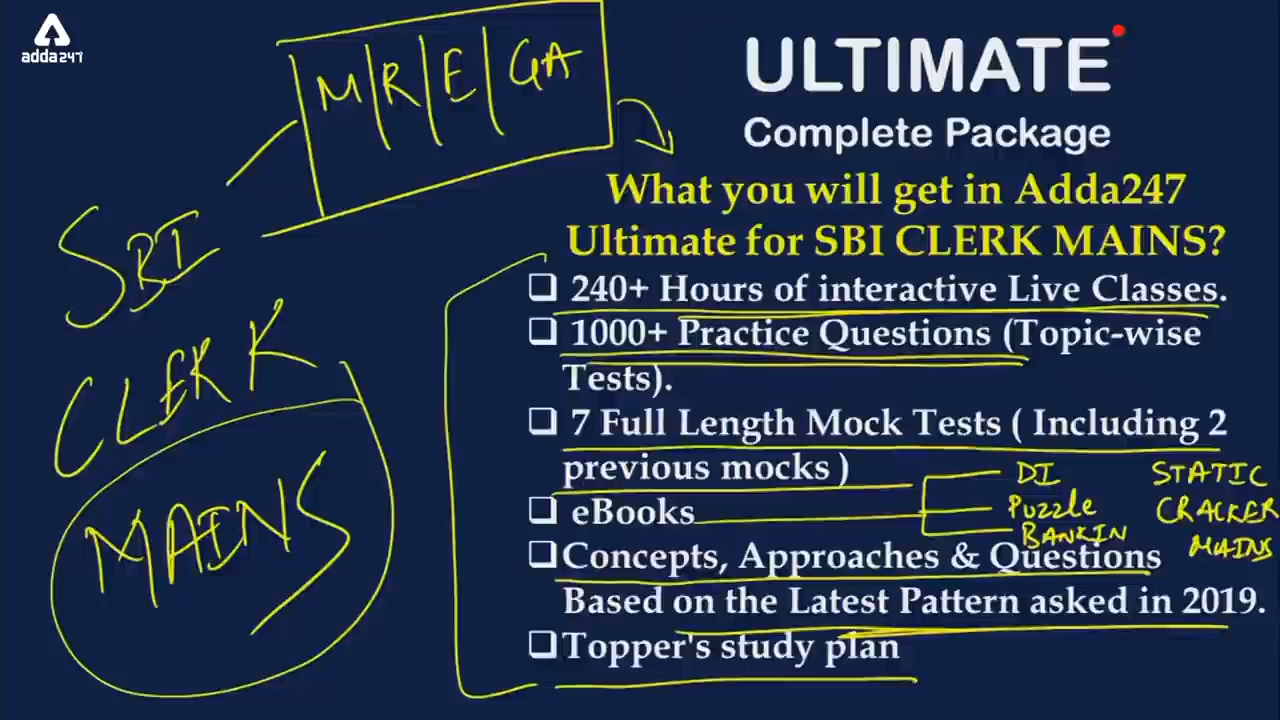 adda247
M/R/E/GA
SBI
CLERK
MAINS
ULTIMATE
Complete Package
What you will get in Adda247
Ultimate for SBI CLERK MAINS?
❑ 240+ Hours of interactive Live Classes.
❑ 1000+ Practice Questions (Topic-wise
Tests).
❑ 7 Full Length Mock Tests ( Including 2
previous mocks )
❑ eBooks
DI
Puzzle
BANKIN
STATIC
CRACKER
MAINS
❑ Concepts, Approaches & Questions
Based on the Latest Pattern asked in 2019.
❑ Topper's study plan